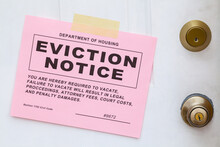 DEPARTMENT OF HOUSING
EVICTION
NOTICE
YOU ARE HEREBY REQUIRED TO VACATE.
FAILURE TO VACATE WILL RESULT IN LEGAL
PROCEEDINGS, ATTORNEY FEES, COURT COSTS,
AND PENALTY DAMAGES.